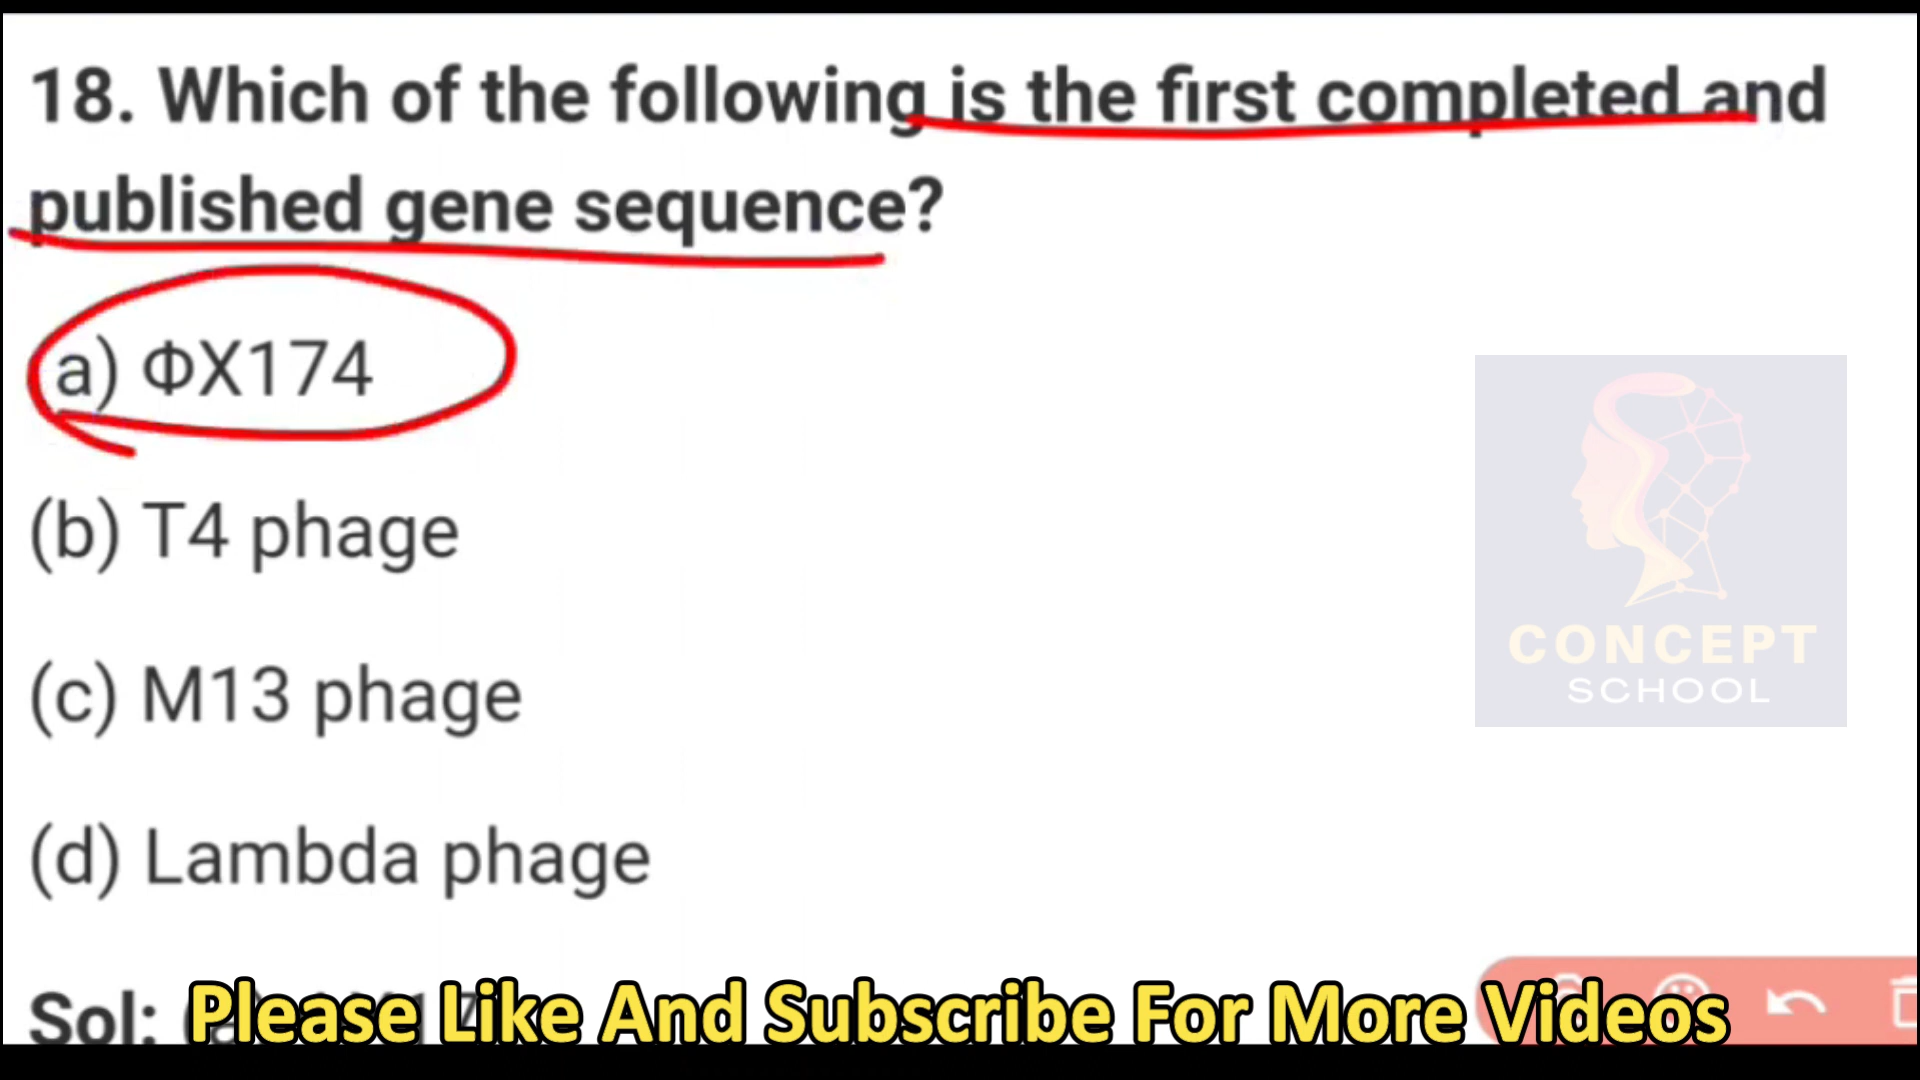 18. Which of the following is the first completed and
published gene sequence?
a) ΦX174
(b) T4 phage
(c) M13 phage
(d) Lambda phage
CONCEPT
SCHOOL
Sol:
Please Like And Subscribe For More Videos